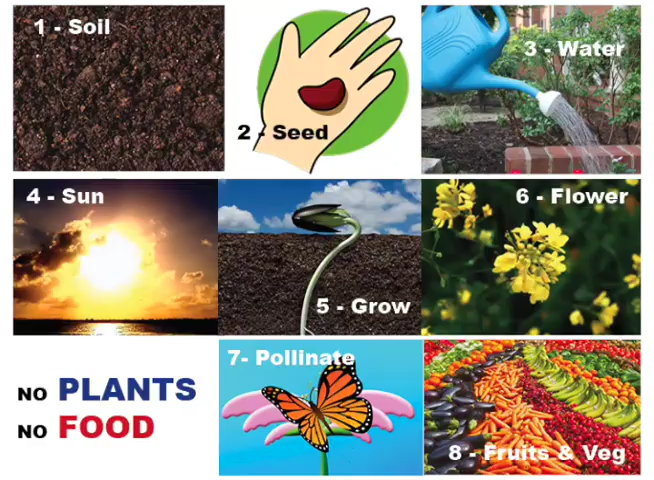 1 - Soil
2 - Seed
3 - Water
4 - Sun
5 - Grow
6 - Flower
7- Pollinate
8 - Fruits & Veg
NO PLANTS
NO FOOD